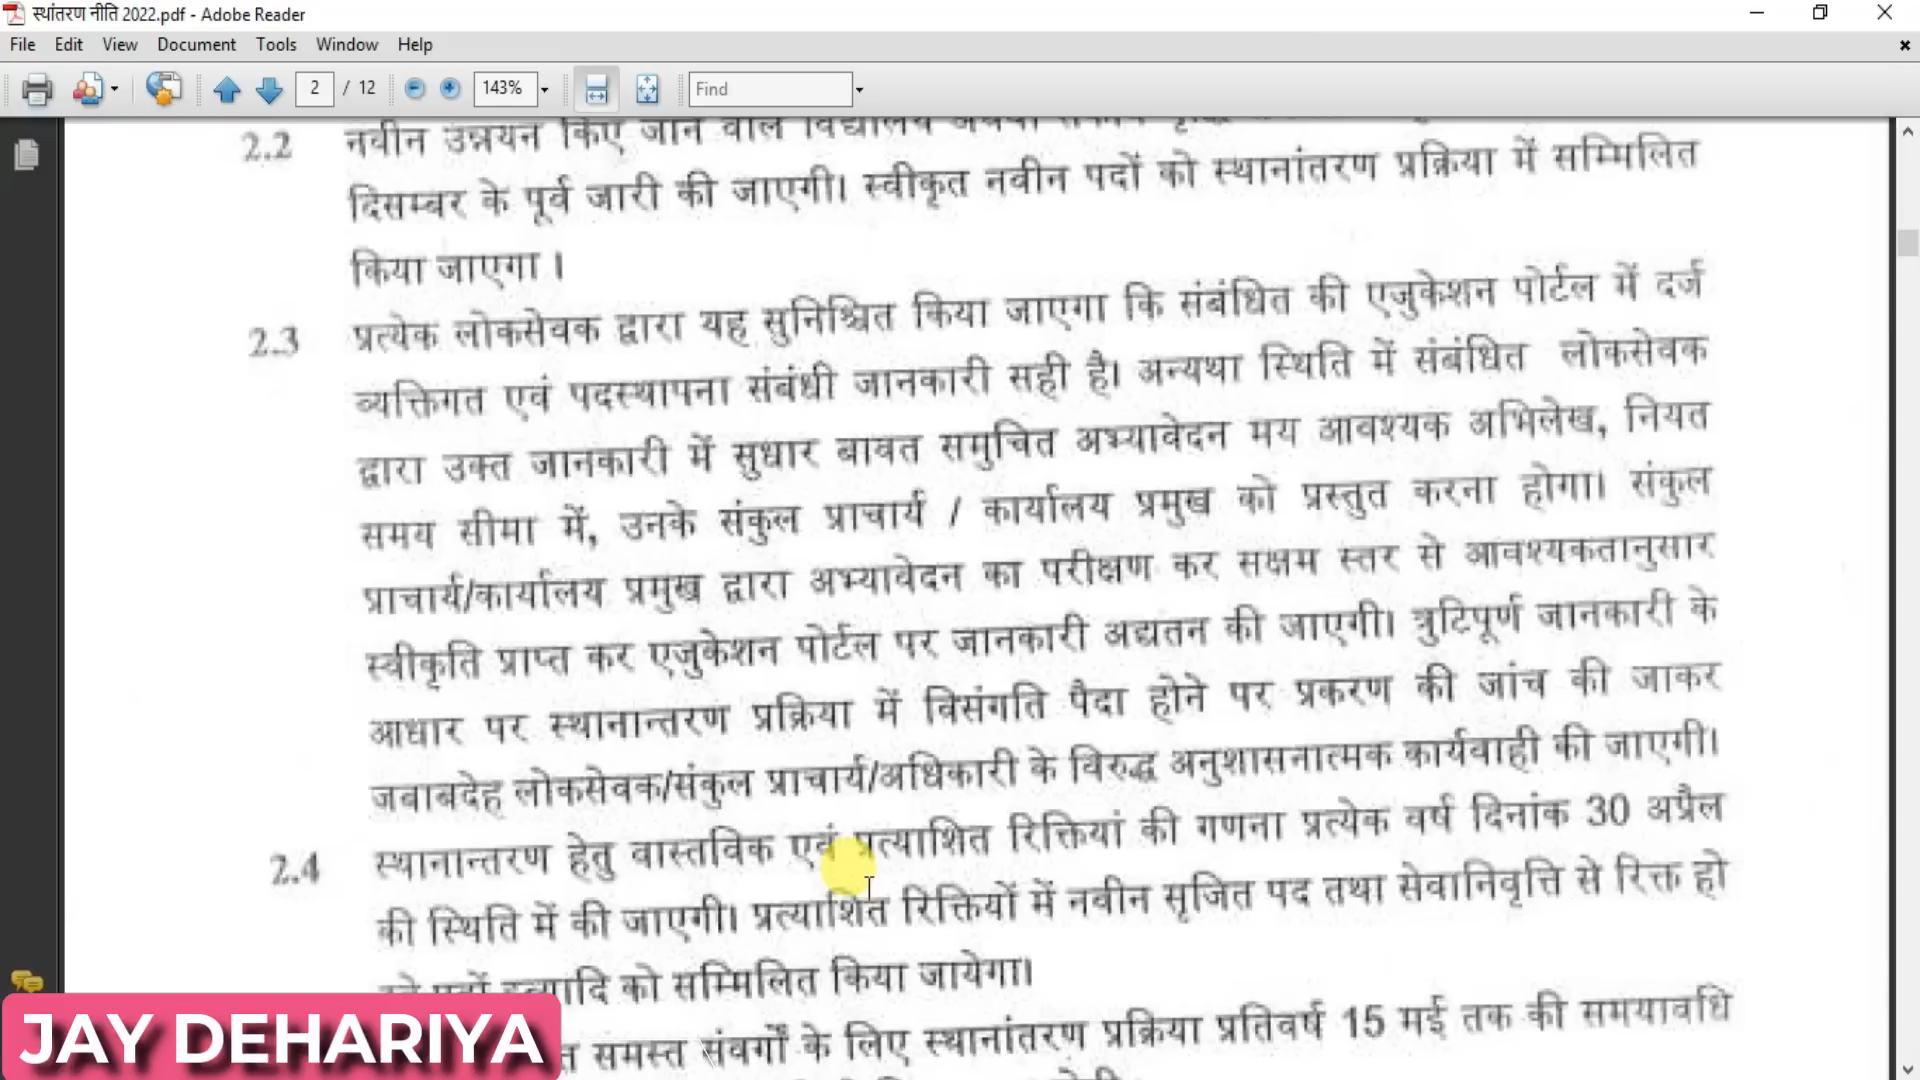 स्थांतरण नीति 2022.pdf - Adobe Reader
File Edit View Document Tools Window Help
2 / 12 143% Find
2.2 नवीन उन्नयन किए जाने वाले विद्यालय अथवा
दिसम्बर के पूर्व जारी की जाएगी। स्वीकृत नवीन पदों को स्थानांतरण प्रक्रिया में सम्मिलित
किया जाएगा ।
2.3 प्रत्येक लोकसेवक द्वारा यह सुनिश्चित किया जाएगा कि संबंधित की एजुकेशन पोर्टल में दर्ज
व्यक्तिगत एवं पदस्थापना संबंधी जानकारी सही है। अन्यथा स्थिति में संबंधित लोकसेवक
द्वारा उक्त जानकारी में सुधार बावत समुचित अभ्यावेदन मय आवश्यक अभिलेख, नियत
समय सीमा में, उनके संकुल प्राचार्य / कार्यालय प्रमुख को प्रस्तुत करना होगा। संकुल
प्राचार्य/कार्यालय प्रमुख द्वारा अभ्यावेदन का परीक्षण कर सक्षम स्तर से आवश्यकतानुसार
स्वीकृति प्राप्त कर एजुकेशन पोर्टल पर जानकारी अद्यतन की जाएगी। त्रुटिपूर्ण जानकारी के
आधार पर स्थानान्तरण प्रक्रिया में विसंगति पैदा होने पर प्रकरण की जांच की जाकर
जवाबदेह लोकसेवक/संकुल प्राचार्य/अधिकारी के विरुद्ध अनुशासनात्मक कार्यवाही की जाएगी।
2.4 स्थानान्तरण हेतु वास्तविक एवं प्रत्याशित रिक्तियां की गणना प्रत्येक वर्ष दिनांक 30 अप्रैल
की स्थिति में की जाएगी। प्रत्याशित रिक्तियों में नवीन सृजित पद तथा सेवानिवृत्ति से रिक्त हो
को सम्मिलित किया जायेगा।
समस्त संवर्गों के लिए स्थानांतरण प्रक्रिया प्रतिवर्ष 15 मई तक की समयावधि
JAY DEHARIYA